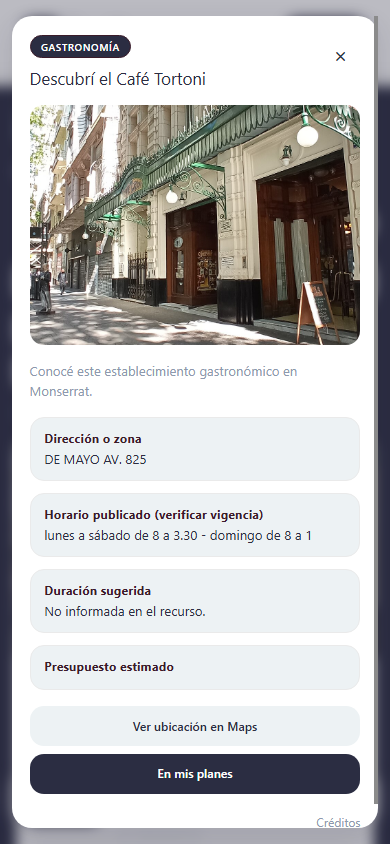 GASTRONOMÍA
×
Descubrí el Café Tortoni
Conocé este establecimiento gastronómico en
Monserrat.
Dirección o zona
DE MAYO AV. 825
Horario publicado (verificar vigencia)
lunes a sábado de 8 a 3.30 - domingo de 8 a 1
Duración sugerida
No informada en el recurso.
Presupuesto estimado
Ver ubicación en Maps
En mis planes
Créditos